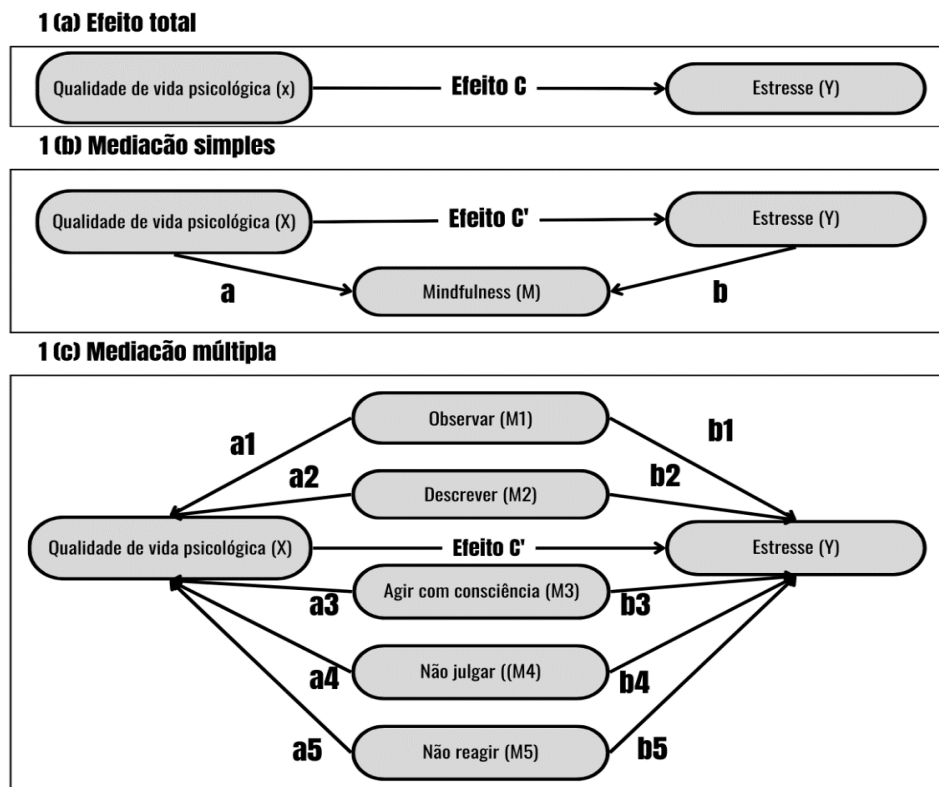 1 (a) Efeito total
Qualidade de vida psicológica (x)
Efeito C
Estresse (Y)
1 (b) Mediacão simples
Qualidade de vida psicológica (X)
Efeito C'
Estresse (Y)
a
Mindfulness (M)
b
1 (c) Mediacão múltipla
Observar (M1)
a1
b1
a2
Descrever (M2)
b2
Qualidade de vida psicológica (X)
Efeito C'
Estresse (Y)
a3
Agir com consciência (M3)
b3
a4
Não julgar ((M4)
b4
a5
Não reagir (M5)
b5